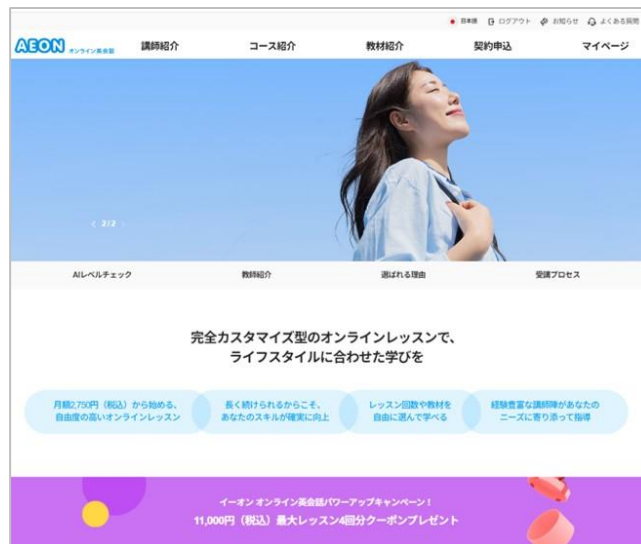 日本語 ログアウト お知らせ よくある質問
AEON オンライン英会話 講師紹介 コース紹介 教材紹介 契約申込 マイページ
< 2/2
AIレベルチェック 教師紹介 選ばれる理由 受講プロセス
完全カスタマイズ型のオンラインレッスンで、
ライフスタイルに合わせた学びを
月額2,750円（税込）から始める、
自由度の高いオンラインレッスン
長く続けられるからこそ、
あなたのスキルが確実に向上
レッスン回数や教材を
自由に選んで学べる
経験豊富な講師陣があなたの
ニーズに寄り添って指導
イーオン オンライン英会話パワーアップキャンペーン！
11,000円（税込）最大レッスン4回分クーポンプレゼント